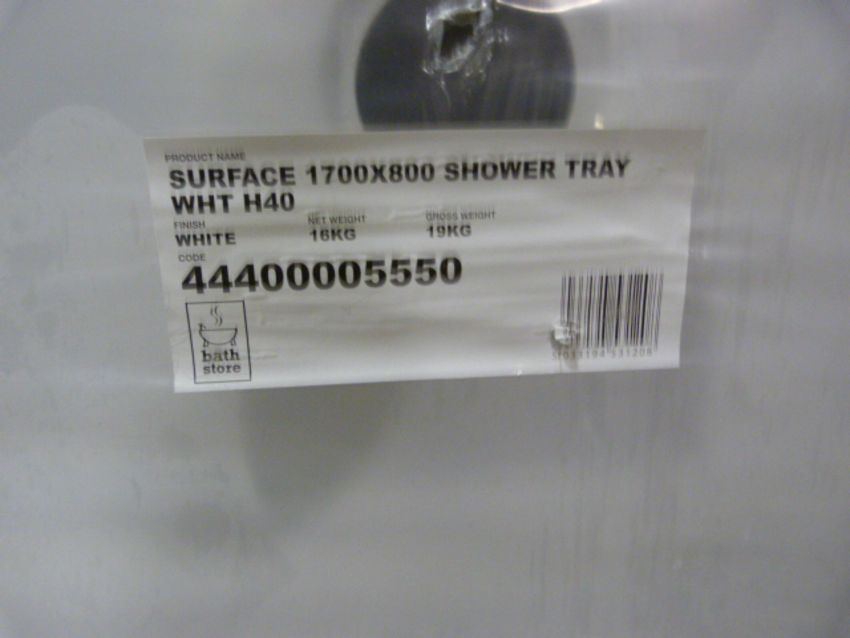 PRODUCT NAME
SURFACE 1700X800 SHOWER TRAY
WHT H40
FINISH NET WEIGHT GROSS WEIGHT
WHITE 16KG 19KG
CODE
44400005550
bath
store